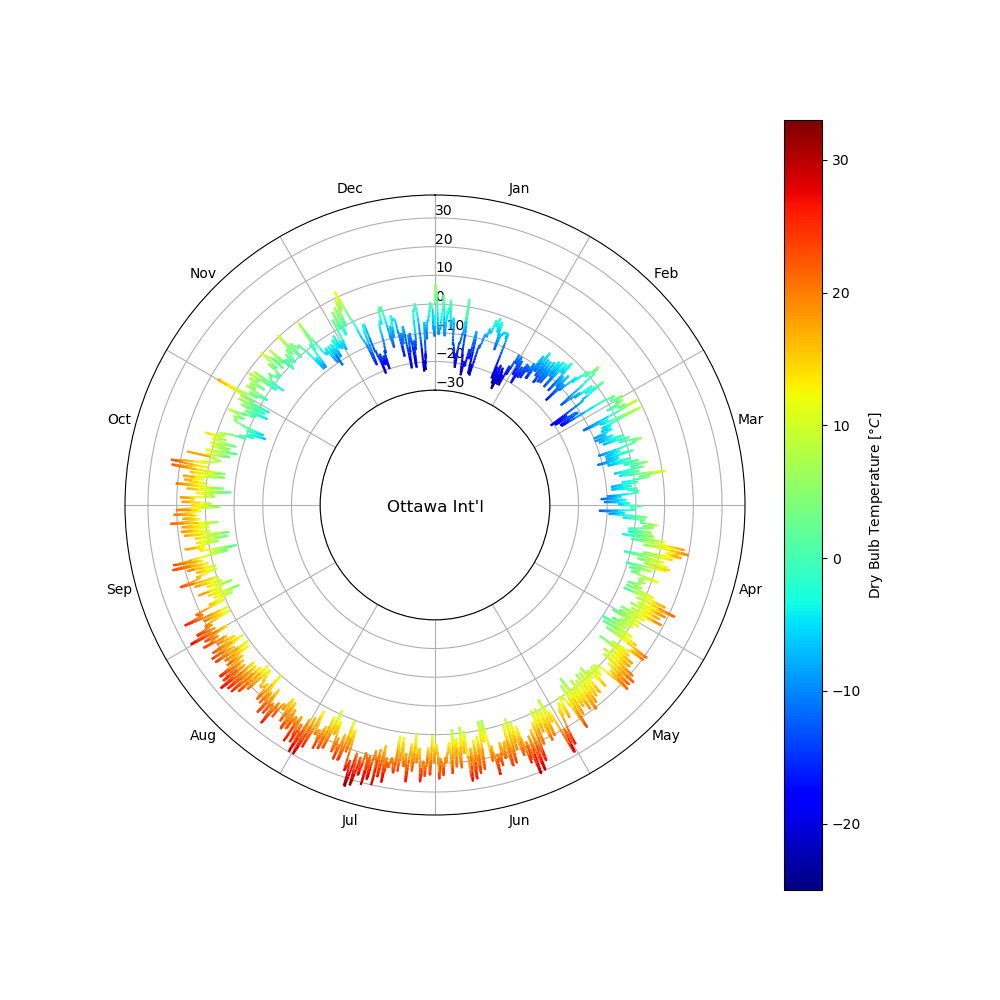 Dec
Jan
Nov
Feb
Oct
Mar
Sep
Apr
Aug
May
Jul
Jun
30
20
10
0
−10
−20
−30
Ottawa Int'l
30
20
10
0
−10
−20
Dry Bulb Temperature [°C]